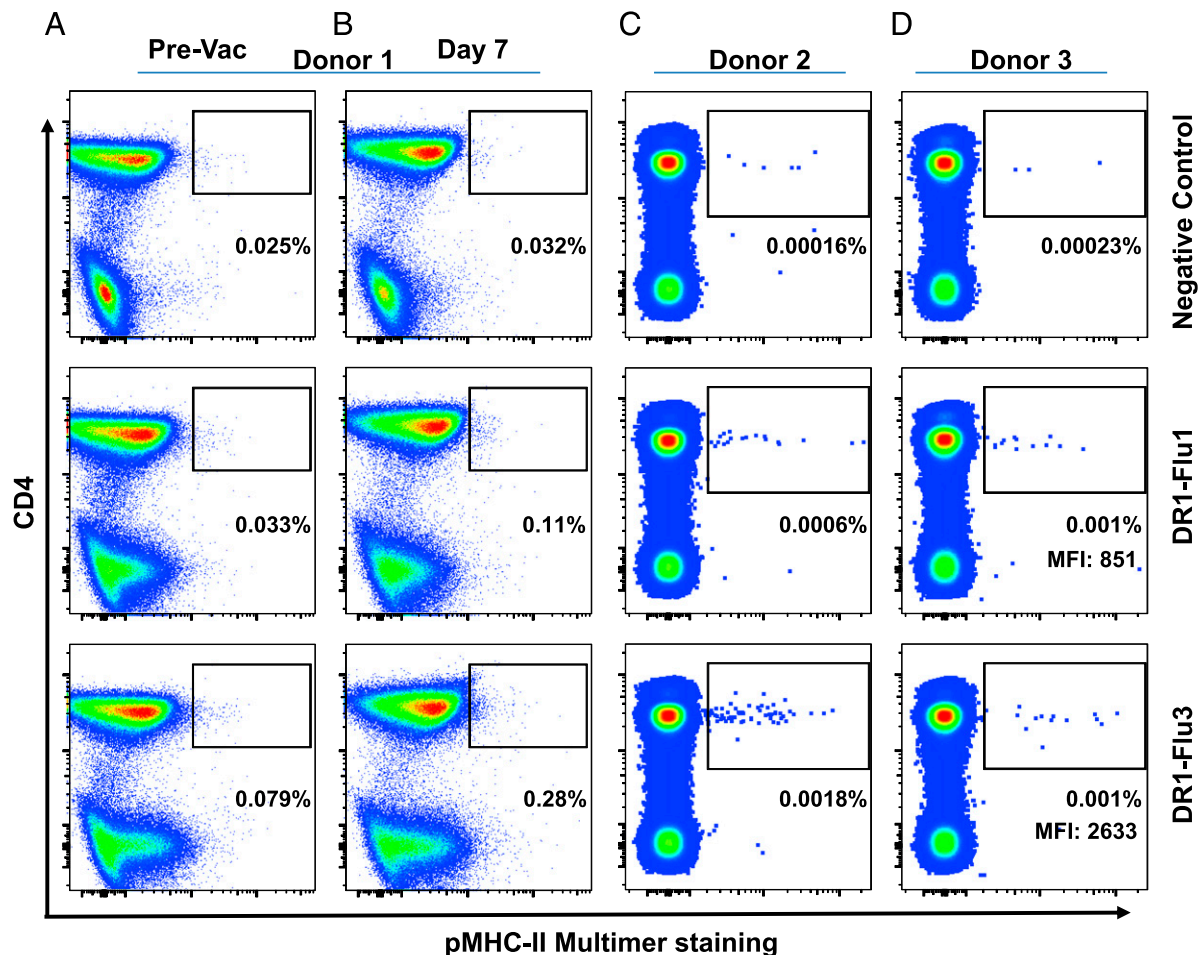 A B C D
Pre-Vac Day 7
Donor 1 Donor 2 Donor 3
0.025% 0.032% 0.00016% 0.00023%
Negative Control
CD4
0.033% 0.11% 0.0006% 0.001%
MFI: 851
DR1-Flu1
0.079% 0.28% 0.0018% 0.001%
MFI: 2633
DR1-Flu3
pMHC-II Multimer staining